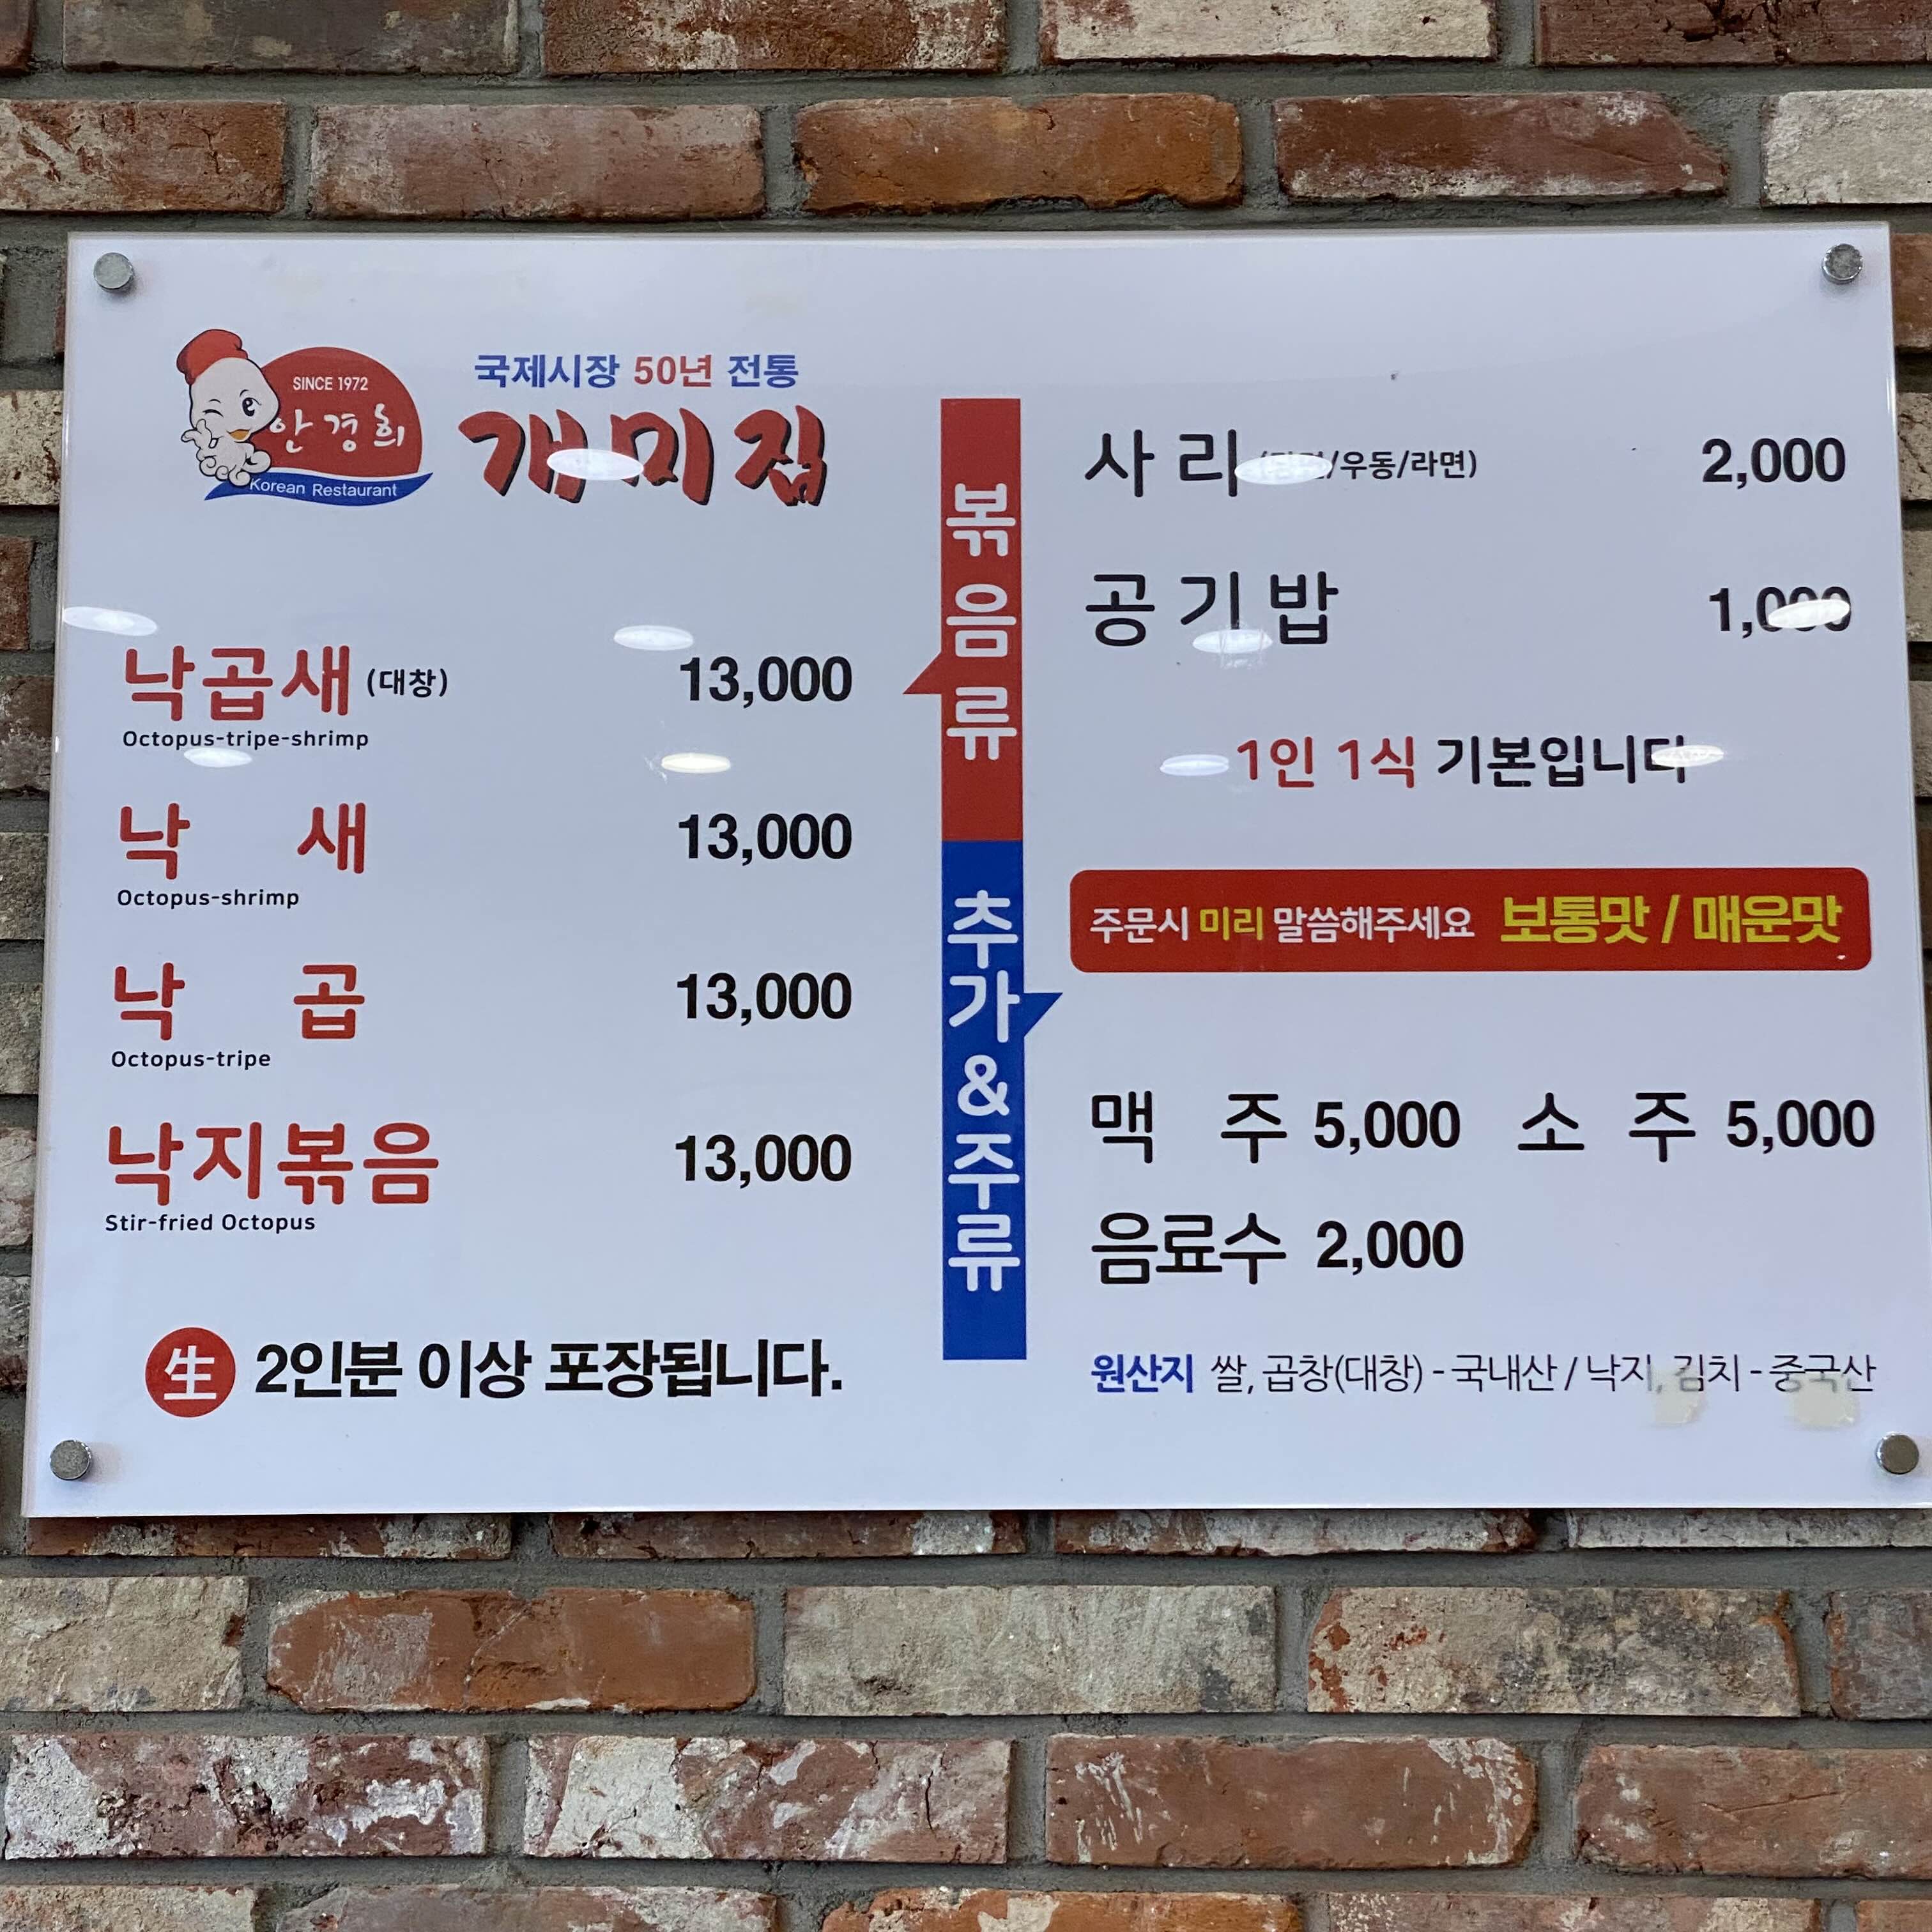 SINCE 1972
안경희
Korean Restaurant
국제시장 50년 전통
개미집
낙곱새 (대창) 13,000
Octopus-tripe-shrimp
낙 새 13,000
Octopus-shrimp
낙 곱 13,000
Octopus-tripe
낙지볶음 13,000
Stir-fried Octopus
生 2인분 이상 포장됩니다.
볶음류
추가&주류
사리 /우동/라면) 2,000
공기밥 1,000
1인 1식 기본입니다
주문시 미리 말씀해주세요 보통맛 / 매운맛
맥 주 5,000 소 주 5,000
음료수 2,000
원산지 쌀, 곱창(대창) - 국내산 / 낙지, 김치 - 중국산